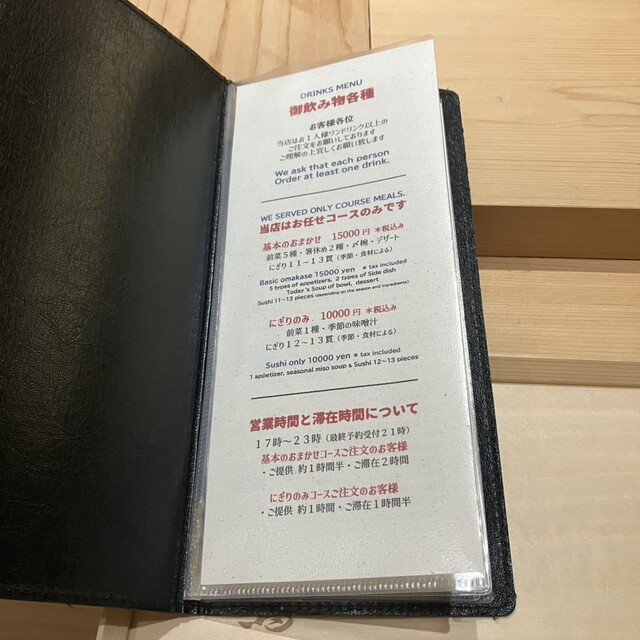 DRINKS MENU
御飲み物各種
お客様各位
当店はお1人様ワンドリンク以上の
ご注文をお願いしております
ご理解の上宜しくお願い致します
We ask that each person
Order at least one drink.
WE SERVED ONLY COURSE MEALS.
当店はお任せコースのみです
基本のおまかせ 15000円 *税込み
前菜5種・箸休め2種・〆椀・デザート
にぎり11〜13貫(季節・食材による)
Basic omakase 15000 yen * tax included
5 types of appetizers, 2 types of Side dish
Today's Soup of bowl, dessert
Sushi 11~13 pieces (depending on the season and ingredients)
にぎりのみ. 10000円 *税込み
前菜1種・季節の味噌汁
にぎり12〜13貫(季節・食材による)
Sushi only 10000 yen * tax included
1 appetizer, seasonal miso soup & Sushi 12~13 pieces
営業時間と滞在時間について
17時〜23時(最終予約受付21時)
基本のおまかせコースご注文のお客様
・ご提供 約1時間半・ご滞在2時間
にぎりのみコースご注文のお客様
・ご提供 約1時間・ご滞在1時間半